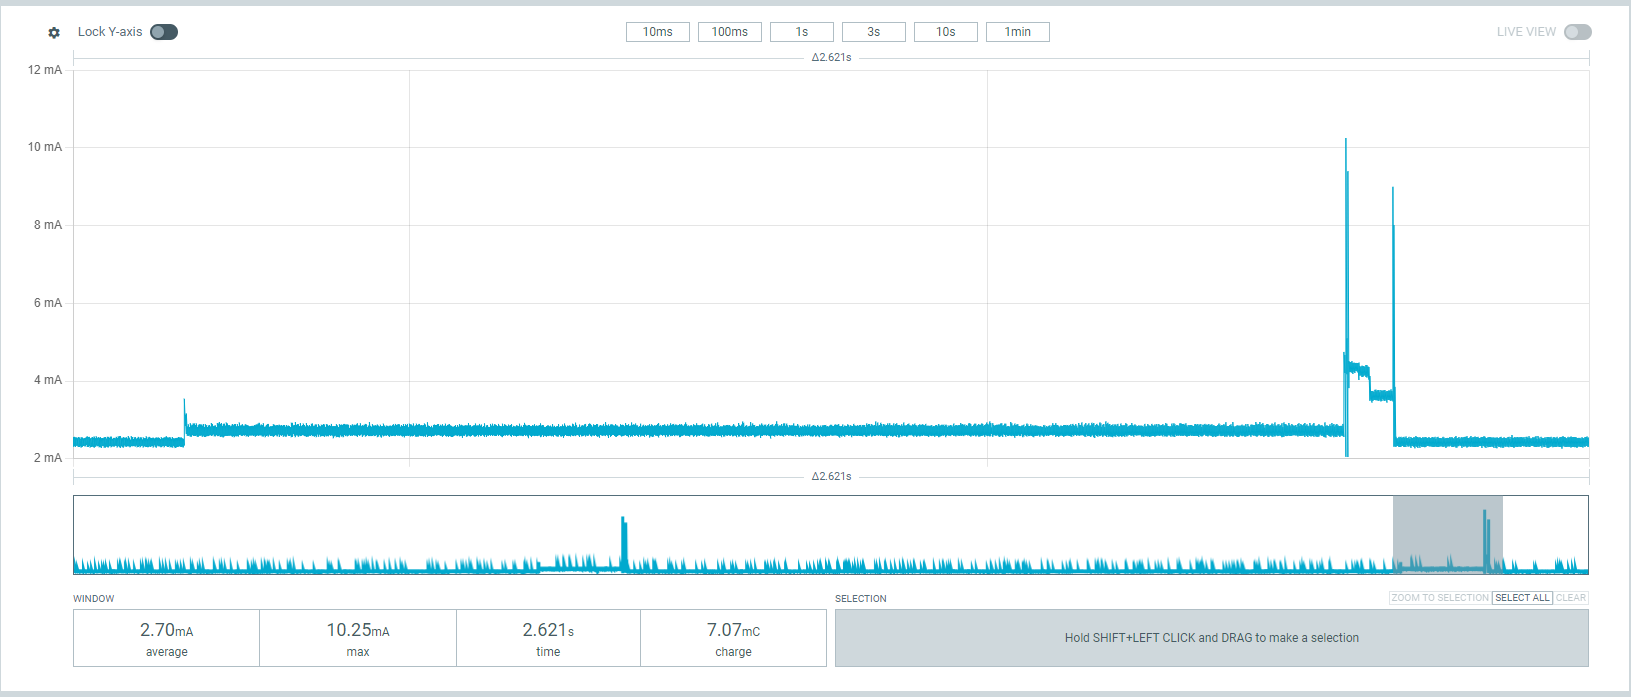 Lock Y-axis
10ms 100ms 1s 3s 10s 1min
LIVE VIEW
Δ2.621s
12 mA
10 mA
8 mA
6 mA
4 mA
2 mA
Δ2.621s
WINDOW
2.70mA
average
10.25mA
max
2.621s
time
7.07mC
charge
SELECTION
ZOOM TO SELECTION SELECT ALL CLEAR
Hold SHIFT+LEFT CLICK and DRAG to make a selection